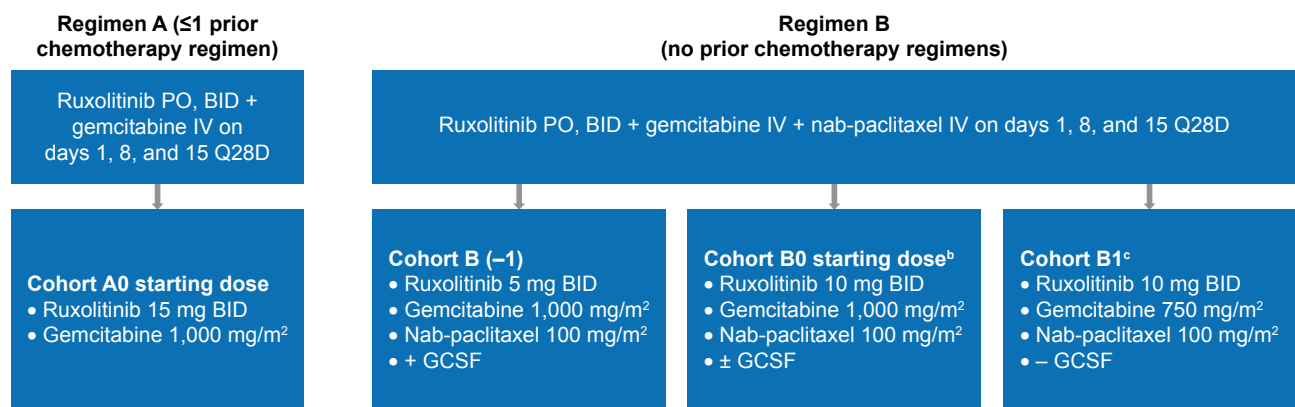 Regimen A (≤1 prior
chemotherapy regimen)
Regimen B
(no prior chemotherapy regimens)
Ruxolitinib PO, BID +
gemcitabine IV on
days 1, 8, and 15 Q28D
Ruxolitinib PO, BID + gemcitabine IV + nab-paclitaxel IV on days 1, 8, and 15 Q28D
Cohort A0 starting dose
• Ruxolitinib 15 mg BID
• Gemcitabine 1,000 mg/m²
Cohort B (–1)
• Ruxolitinib 5 mg BID
• Gemcitabine 1,000 mg/m²
• Nab-paclitaxel 100 mg/m²
• + GCSF
Cohort B0 starting doseᵇ
• Ruxolitinib 10 mg BID
• Gemcitabine 1,000 mg/m²
• Nab-paclitaxel 100 mg/m²
• ± GCSF
Cohort B1ᶜ
• Ruxolitinib 10 mg BID
• Gemcitabine 750 mg/m²
• Nab-paclitaxel 100 mg/m²
• – GCSF